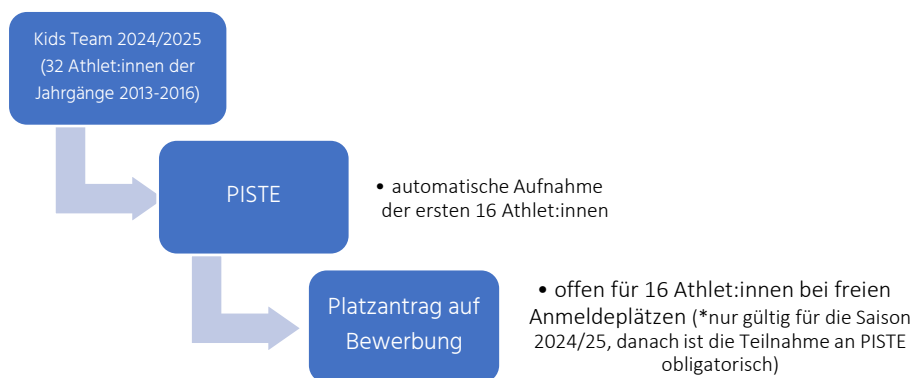 Kids Team 2024/2025
(32 Athlet:innen der
Jahrgänge 2013-2016)
PISTE
• automatische Aufnahme
der ersten 16 Athlet:innen
Platzantrag auf
Bewerbung
• offen für 16 Athlet:innen bei freien
Anmeldeplätzen (*nur gültig für die Saison
2024/25, danach ist die Teilnahme an PISTE
obligatorisch)